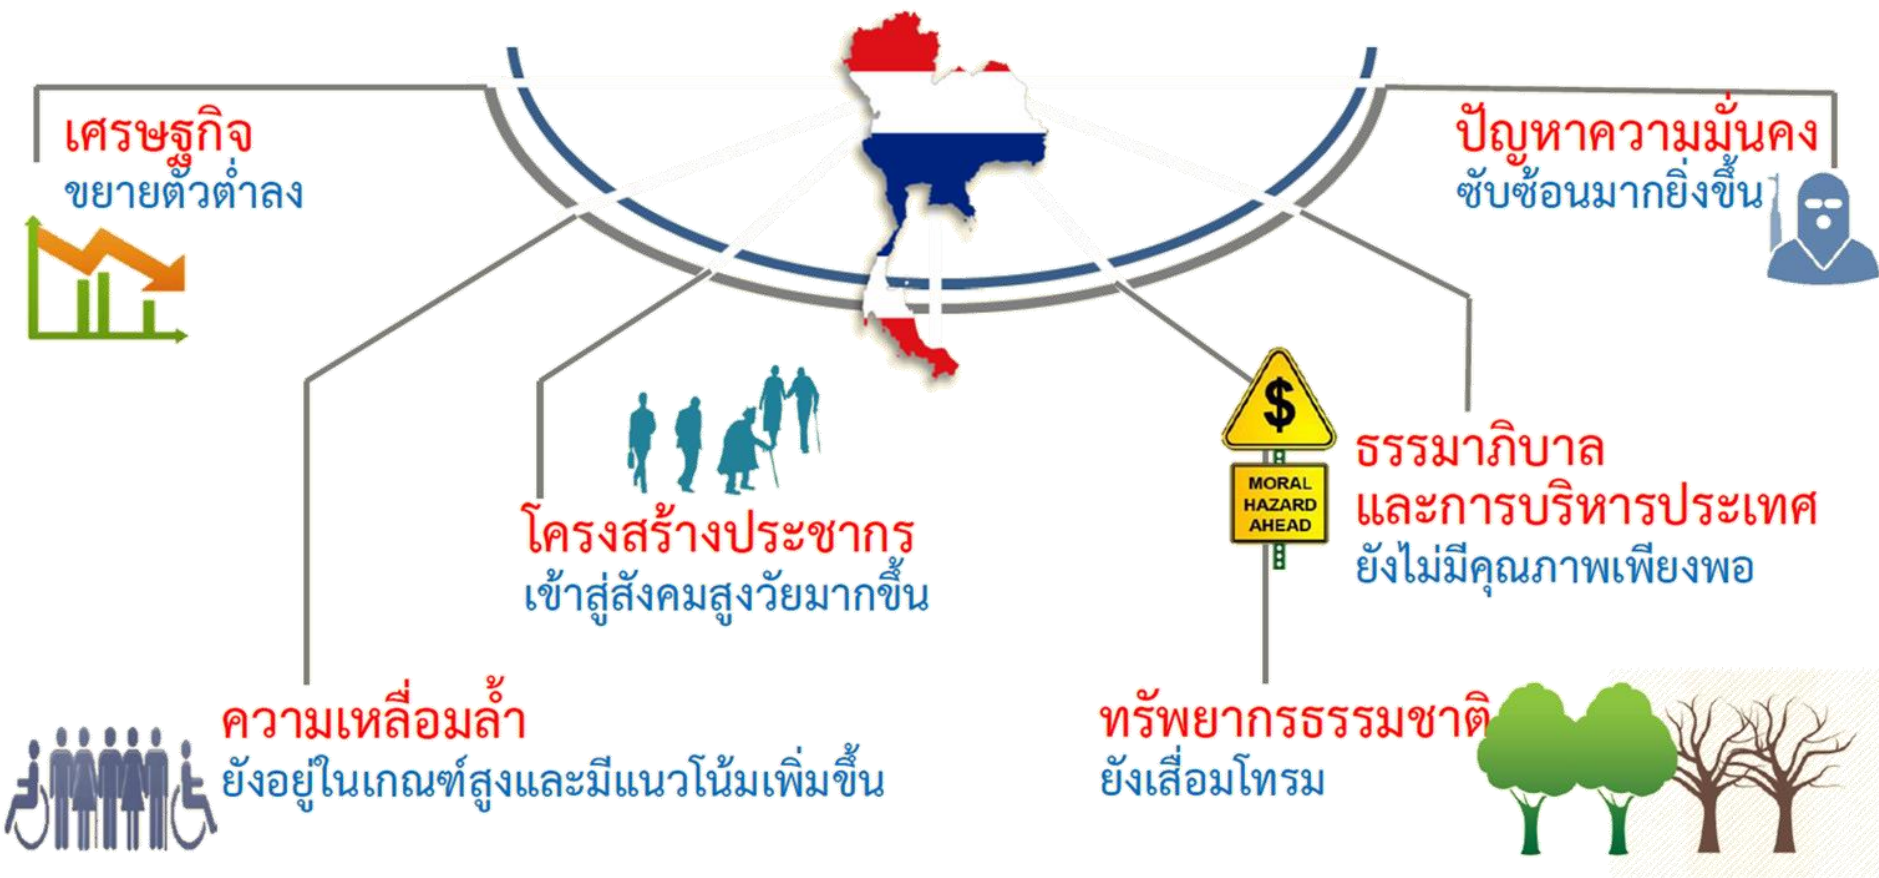 เศรษฐกิจ
ขยายตัวต่ำลง
ปัญหาความมั่นคง
ซับซ้อนมากยิ่งขึ้น
โครงสร้างประชากร
เข้าสู่สังคมสูงวัยมากขึ้น
$
MORAL
HAZARD
AHEAD
ธรรมาภิบาล
และการบริหารประเทศ
ยังไม่มีคุณภาพเพียงพอ
ความเหลื่อมล้ำ
ยังอยู่ในเกณฑ์สูงและมีแนวโน้มเพิ่มขึ้น
ทรัพยากรธรรมชาติ
ยังเสื่อมโทรม